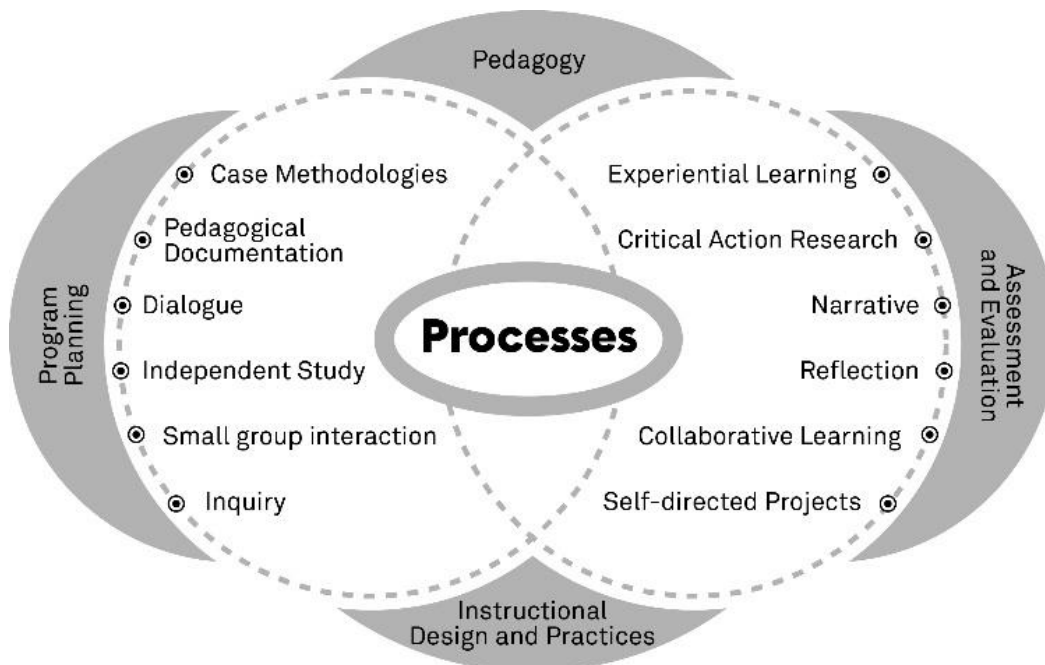 Pedagogy
Program
Planning
Case Methodologies
Pedagogical
Documentation
Dialogue
Independent Study
Small group interaction
Inquiry
Processes
Experiential Learning
Critical Action Research
Narrative
Reflection
Collaborative Learning
Self-directed Projects
Assessment
and Evaluation
Instructional
Design and Practices